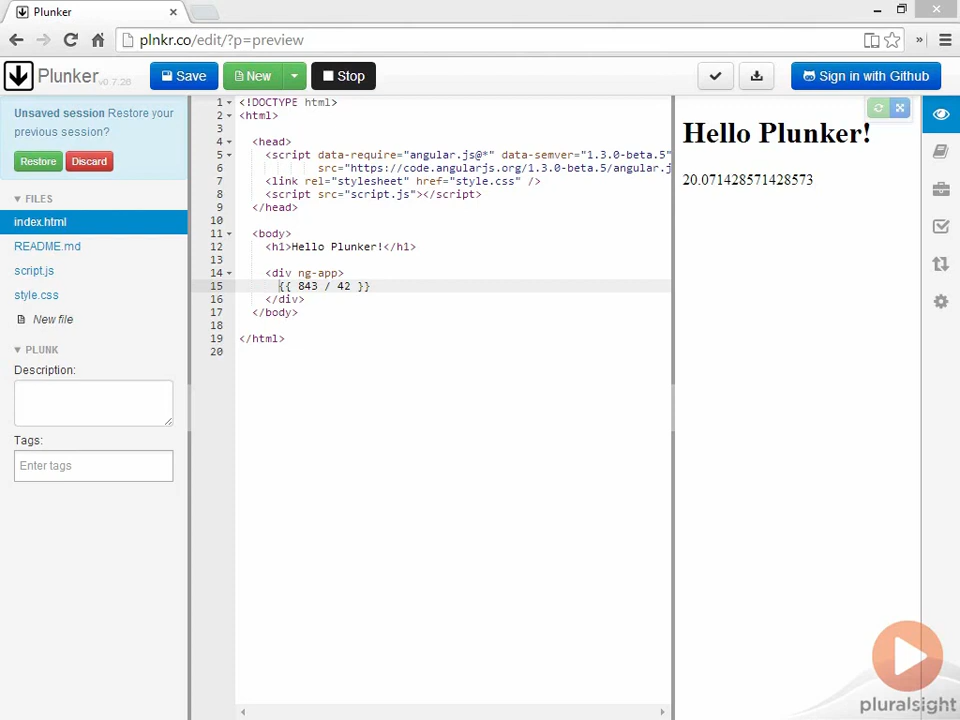 Plunker
plnkr.co/edit/?p=preview
Plunker v0.7.28
Save
New
Stop
Sign in with Github
Unsaved session Restore your
previous session?
Restore
Discard
FILES
index.html
README.md
script.js
style.css
New file
PLUNK
Description:
Tags:
Enter tags
1 <!DOCTYPE html>
2 <html>
3
4 <head>
5 <script data-require="angular.js@*" data-semver="1.3.0-beta.5"
6 src="https://code.angularjs.org/1.3.0-beta.5/angular.j
7 <link rel="stylesheet" href="style.css" />
8 <script src="script.js"></script>
9 </head>
10
11 <body>
12 <h1>Hello Plunker!</h1>
13
14 <div ng-app>
15 {{ 843 / 42 }}
16 </div>
17 </body>
18
19 </html>
20
Hello Plunker!
20.071428571428573
pluralsight